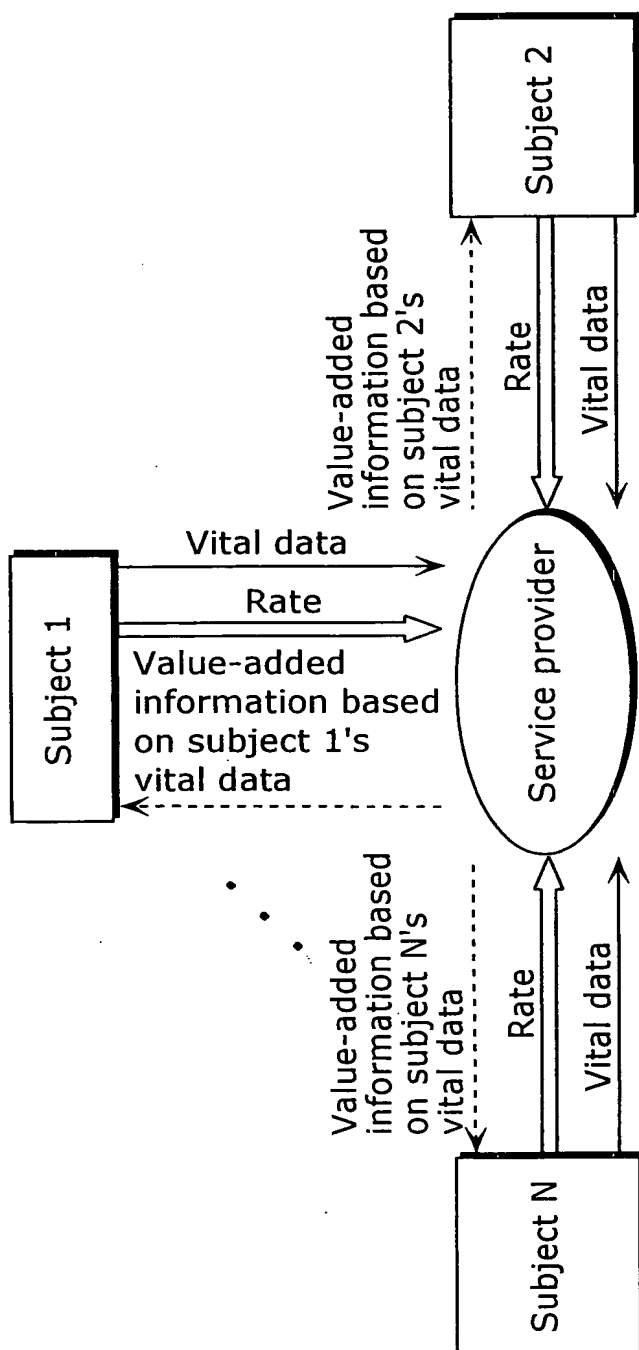 Subject 1
Vital data
Rate
Value-added
information based
on subject 1's
vital data
Subject 2
Value-added
information based
on subject 2's
vital data
Rate
Vital data
Service provider
Value-added
information based
on subject N's
vital data
Rate
Vital data
Subject N